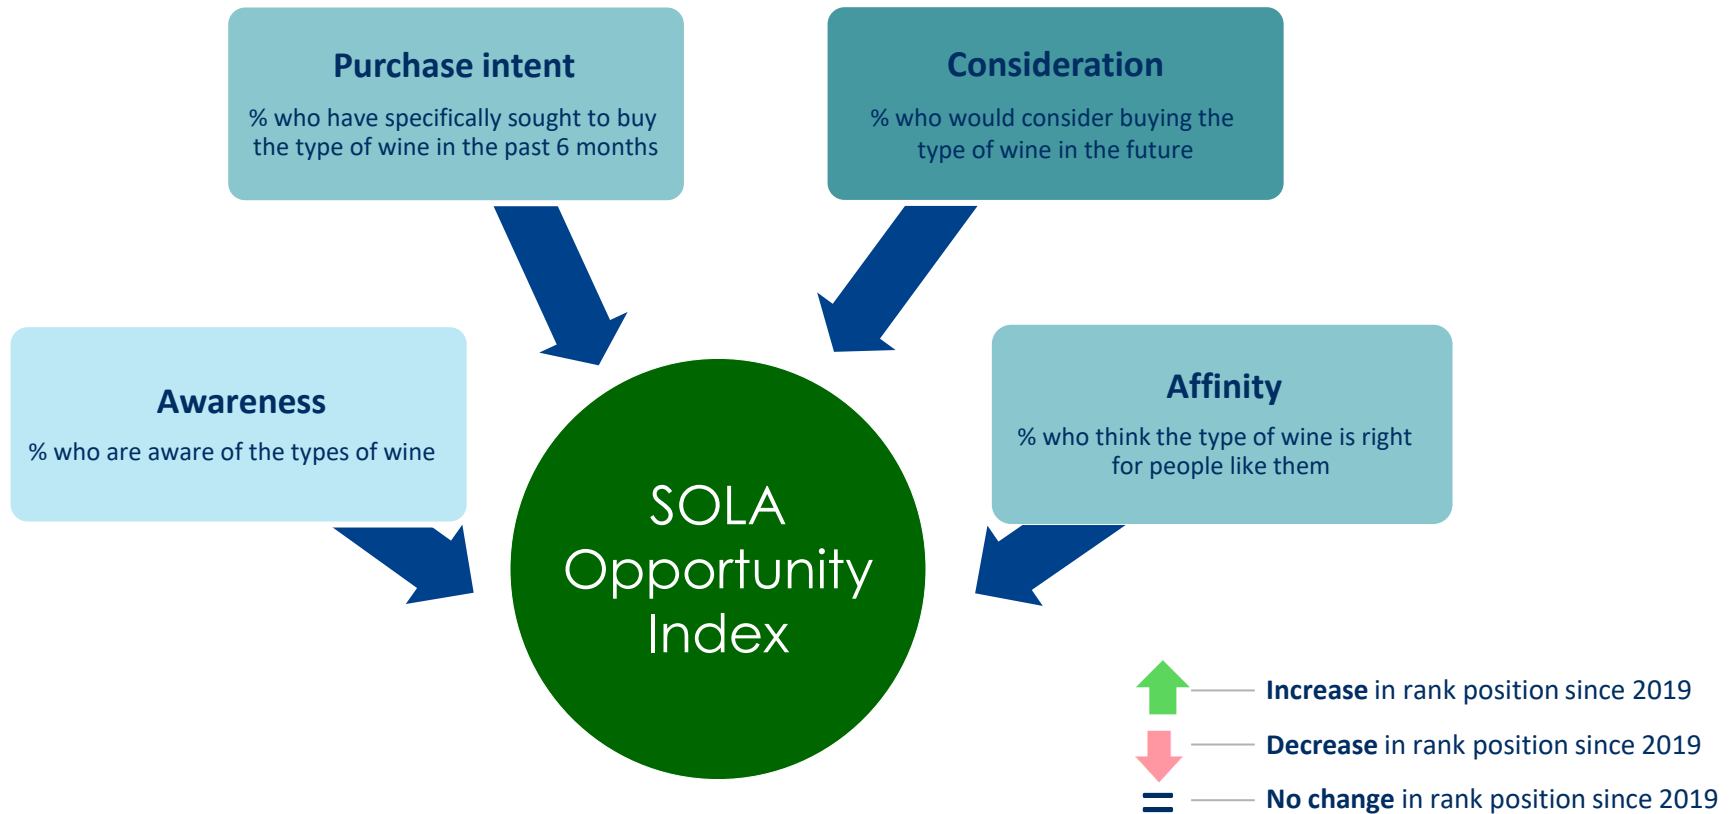 Purchase intent
% who have specifically sought to buy
the type of wine in the past 6 months
Consideration
% who would consider buying the
type of wine in the future
Awareness
% who are aware of the types of wine
Affinity
% who think the type of wine is right
for people like them
SOLA
Opportunity
Index
Increase in rank position since 2019
Decrease in rank position since 2019
= No change in rank position since 2019